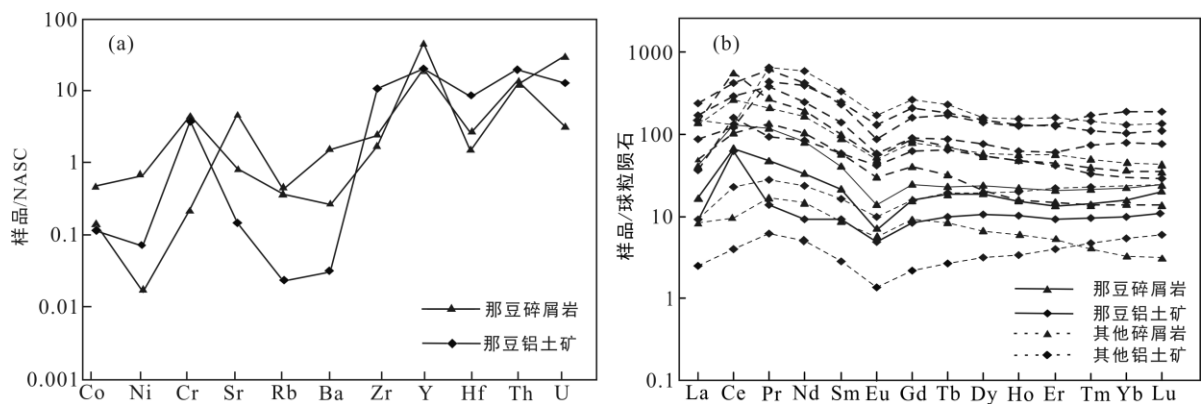 (a)
样品/NASC
100
10
1
0.1
0.01
0.001
Co Ni Cr Sr Rb Ba Zr Y Hf Th U
那豆碎屑岩
那豆铝土矿
(b)
样品/球粒陨石
1000
100
10
1
0.1
La Ce Pr Nd Sm Eu Gd Tb Dy Ho Er Tm Yb Lu
那豆碎屑岩
那豆铝土矿
其他碎屑岩
其他铝土矿